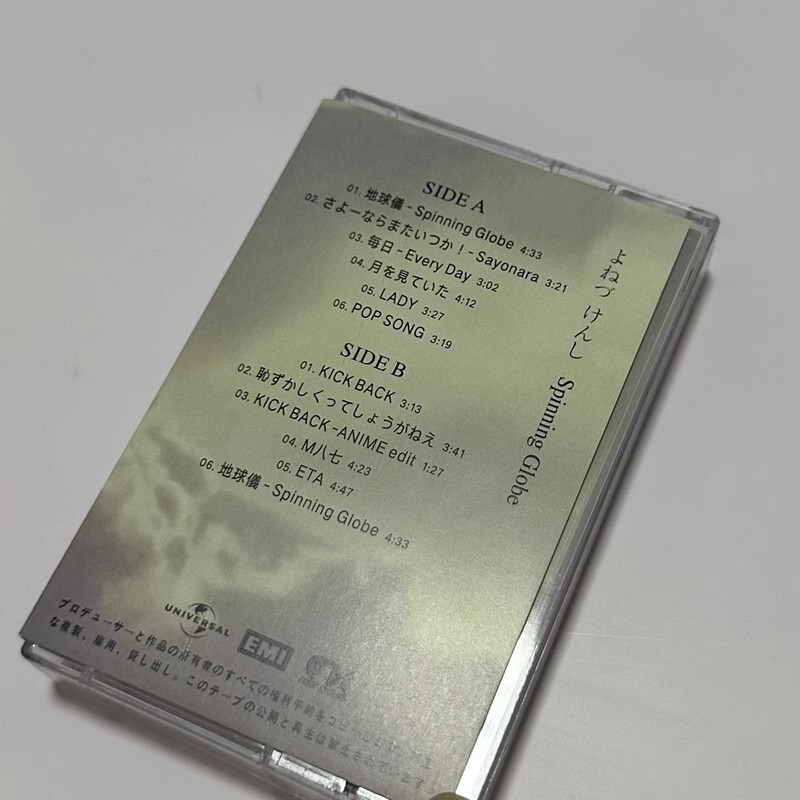 SIDE A
01. 地球儀 - Spinning Globe 4:33
02. さよーならまたいつか! - Sayonara 3:21
03. 毎日 - Every Day 3:02
04. 月を見ていた 4:12
05. LADY 3:27
06. POP SONG 3:19
SIDE B
01. KICK BACK 3:13
02. 恥ずかしくってしょうがねえ 3:41
03. KICK BACK -ANIME edit 1:27
04. M八七 4:23
05. ETA 4:47
06. 地球儀 - Spinning Globe 4:33
よねづ けんし Spinning Globe
UNIVERSAL
EMI
プロデューサーと作品の所有者のすべての権利
な複製、雇用、貸し出し。このテープの公開と再生は